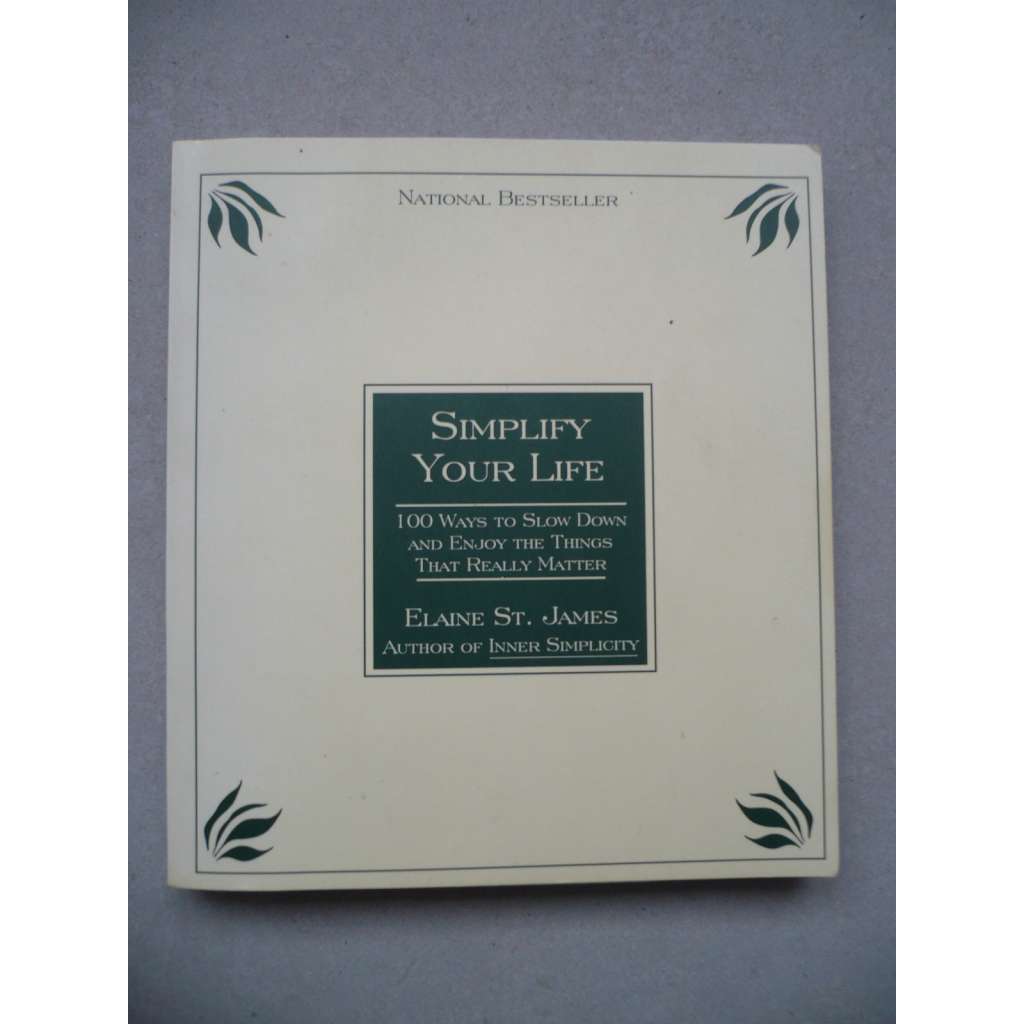 National Bestseller
Simplify
Your Life
100 Ways to Slow Down
and Enjoy the Things
That Really Matter
Elaine St. James
Author of Inner Simplicity